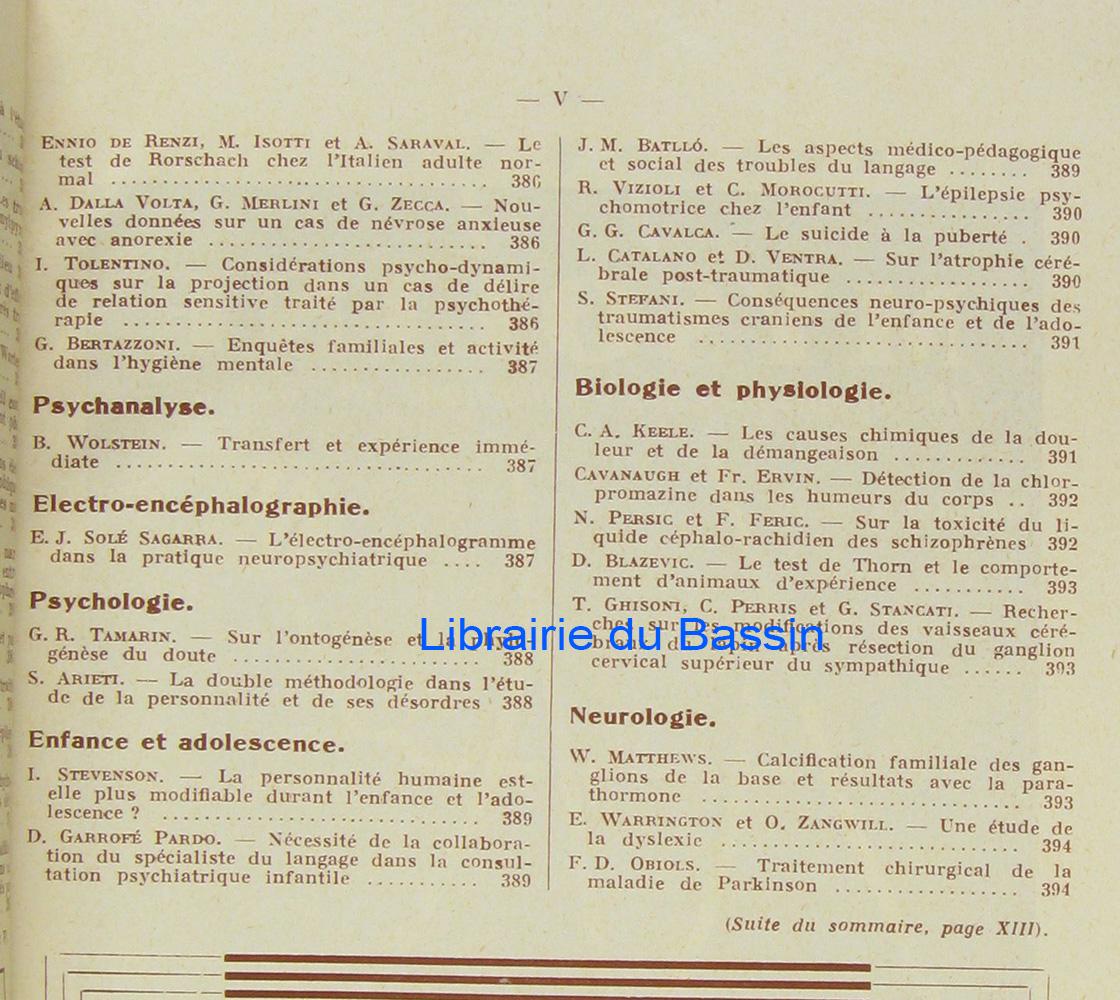 — V —
ENNIO DE RENZI, M. ISOTTI et A. SARAVAL. — Le
test de Rorschach chez l'Italien adulte nor-
mal .................................... 386
A. DALLA VOLTA, G. MERLINI et G. ZECCA. — Nou-
velles données sur un cas de névrose anxieuse
avec anorexie .......................... 386
I. TOLENTINO. — Considérations psycho-dynami-
ques sur la projection dans un cas de délire
de relation sensitive traité par la psychothé-
rapie .................................. 386
G. BERTAZZONI. — Enquêtes familiales et activité
dans l'hygiène mentale ................ 387
Psychanalyse.
B. WOLSTEIN. — Transfert et expérience immé-
diate .................................. 387
Electro-encéphalographie.
E. J. SOLÉ SAGARRA. — L'électro-encéphalogramme
dans la pratique neuropsychiatrique .... 387
Psychologie.
G. R. TAMARIN. — Sur l'ontogénèse et la phylo-
génèse du doute ....................... 388
S. ARIETI. — La double méthodologie dans l'étu-
de de la personnalité et de ses désordres 388
Enfance et adolescence.
I. STEVENSON. — La personnalité humaine est-
elle plus modifiable durant l'enfance et l'ado-
lescence ? .............................. 389
D. GARROFÉ PARDO. — Nécessité de la collabora-
tion du spécialiste du langage dans la consul-
tation psychiatrique infantile ........... 389
J. M. BATLLÓ. — Les aspects médico-pédagogique
et social des troubles du langage ........ 389
R. VIZIOLI et C. MOROCUTTI. — L'épilepsie psy-
chomotrice chez l'enfant ................ 390
G. G. CAVALCA. — Le suicide à la puberté . 390
L. CATALANO et D. VENTRA. — Sur l'atrophie céré-
brale post-traumatique .................. 390
S. STEFANI. — Conséquences neuro-psychiques des
traumatismes craniens de l'enfance et de l'ado-
lescence ................................ 391
Biologie et physiologie.
C. A. KEELE. — Les causes chimiques de la dou-
leur et de la démangeaison ............. 391
CAVANAUGH et Fr. ERVIN. — Détection de la chlor-
promazine dans les humeurs du corps .. 392
N. PERSIC et F. FERIC. — Sur la toxicité du li-
quide céphalo-rachidien des schizophrènes 392
D. BLAZEVIC. — Le test de Thorn et le comporte-
ment d'animaux d'expérience ........... 393
T. GHISONI, C. PERRIS et G. STANCATI. — Recher-
ches sur les modifications des vaisseaux céré-
braux du lapin après résection du ganglion
cervical supérieur du sympathique ...... 393
Neurologie.
W. MATTHEWS. — Calcification familiale des gan-
glions de la base et résultats avec la para-
thormone ............................... 393
E. WARRINGTON et O. ZANGWILL. — Une étude de
la dyslexie ............................. 394
F. D. OBIOLS. — Traitement chirurgical de la
maladie de Parkinson .................. 394
(Suite du sommaire, page XIII).
Librairie du Bassin